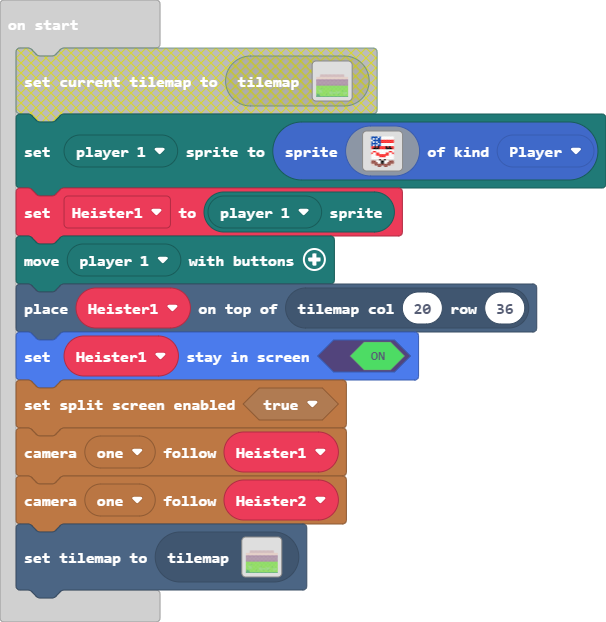 on start
set current tilemap to tilemap
set player 1 sprite to sprite of kind Player
set Heister1 to player 1 sprite
move player 1 with buttons
place Heister1 on top of tilemap col 20 row 36
set Heister1 stay in screen ON
set split screen enabled true
camera one follow Heister1
camera one follow Heister2
set tilemap to tilemap